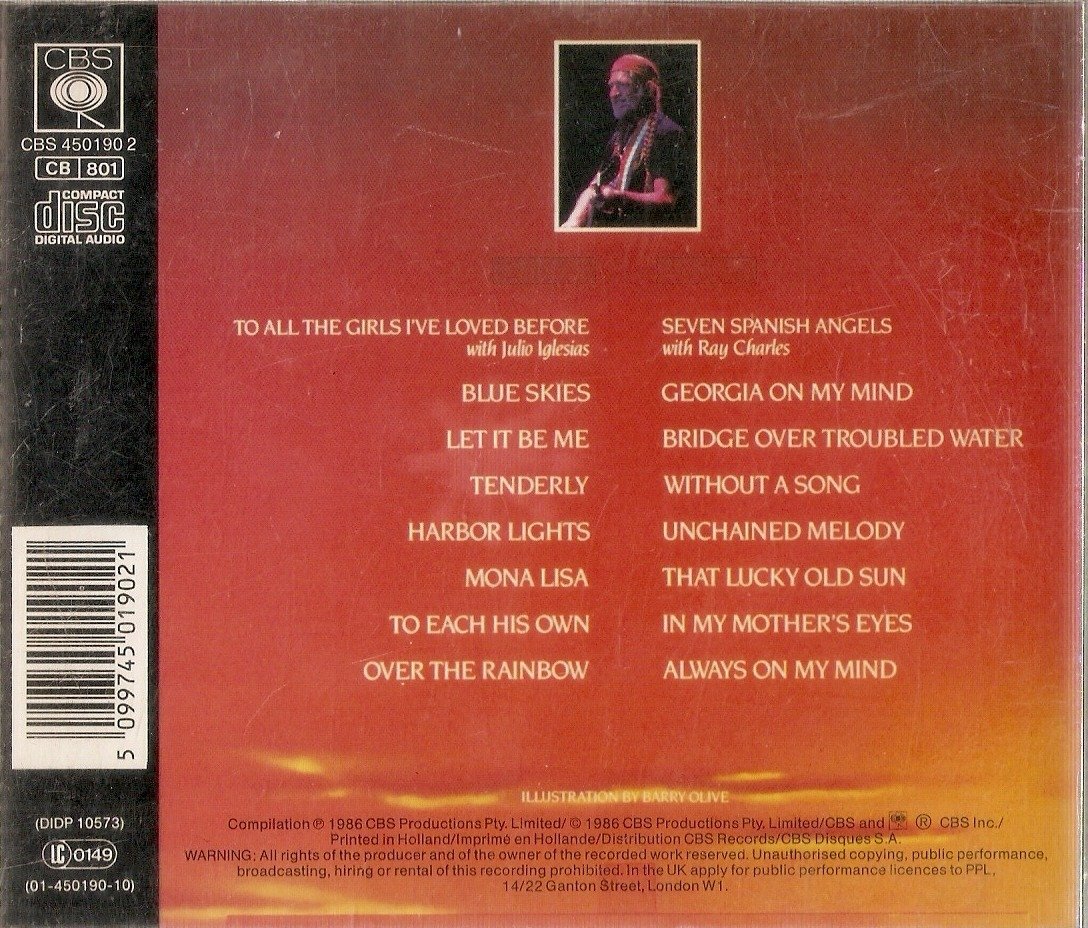 CBS
CBS 450190 2
CB 801
COMPACT
disc
DIGITAL AUDIO
5 099745 019021
(DIDP 10573)
LC 0149
(01-450190-10)
TO ALL THE GIRLS I'VE LOVED BEFORE
with Julio Iglesias
BLUE SKIES
LET IT BE ME
TENDERLY
HARBOR LIGHTS
MONA LISA
TO EACH HIS OWN
OVER THE RAINBOW
SEVEN SPANISH ANGELS
with Ray Charles
GEORGIA ON MY MIND
BRIDGE OVER TROUBLED WATER
WITHOUT A SONG
UNCHAINED MELODY
THAT LUCKY OLD SUN
IN MY MOTHER'S EYES
ALWAYS ON MY MIND
ILLUSTRATION BY BARRY OLIVE
Compilation ℗ 1986 CBS Productions Pty. Limited/ © 1986 CBS Productions Pty. Limited/CBS and ® CBS Inc./
Printed in Holland/Imprimé en Hollande/Distribution CBS Records/CBS Disques S.A.
WARNING: All rights of the producer and of the owner of the recorded work reserved. Unauthorised copying, public performance,
broadcasting, hiring or rental of this recording prohibited. In the UK apply for public performance licences to PPL,
14/22 Ganton Street, London W1.